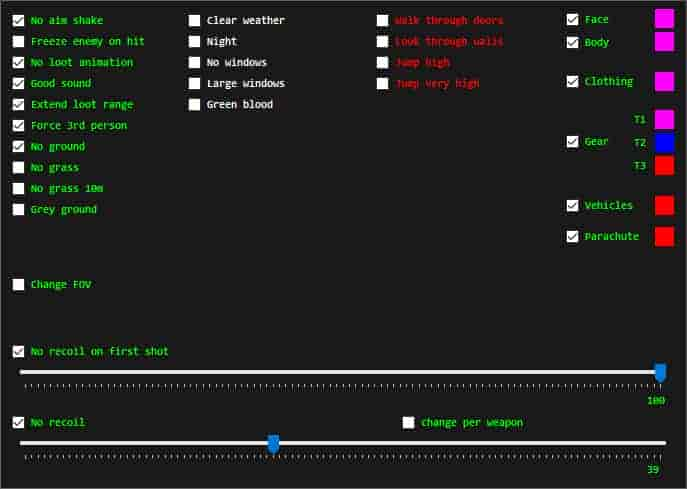 No aim shake
Freeze enemy on hit
No loot animation
Good sound
Extend loot range
Force 3rd person
No ground
No grass
No grass 10m
Grey ground
Change FOV
Clear weather
Night
No windows
Large windows
Green blood
Walk through doors
Look through walls
Jump high
Jump very high
Face
Body
Clothing
T1
Gear T2
T3
Vehicles
Parachute
No recoil on first shot
100
No recoil
Change per weapon
39